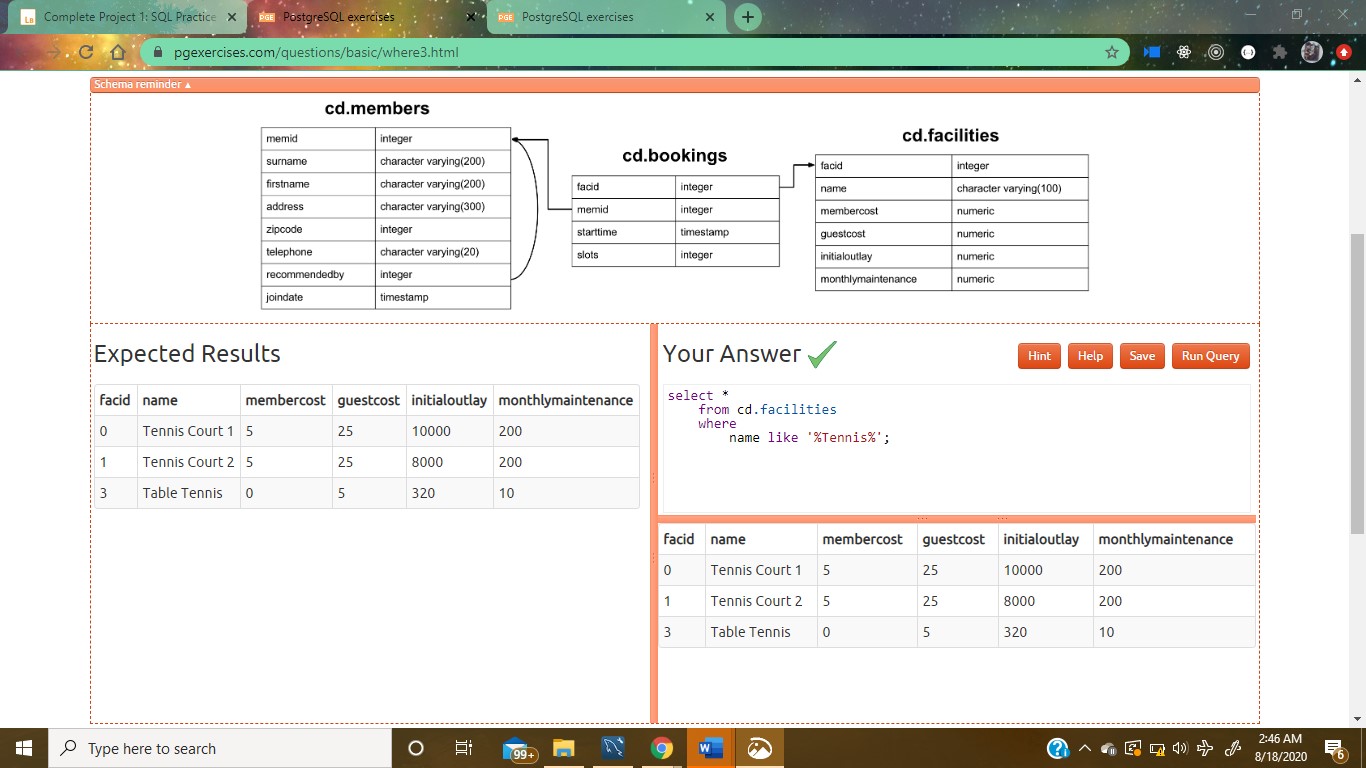 Complete Project 1: SQL Practice
PostgreSQL exercises
PostgreSQL exercises
pgexercises.com/questions/basic/where3.html
Schema reminder ▴
cd.members
memid integer
surname character varying(200)
firstname character varying(200)
address character varying(300)
zipcode integer
telephone character varying(20)
recommendedby integer
joindate timestamp
cd.bookings
facid integer
memid integer
starttime timestamp
slots integer
cd.facilities
facid integer
name character varying(100)
membercost numeric
guestcost numeric
initialoutlay numeric
monthlymaintenance numeric
Expected Results
facid name membercost guestcost initialoutlay monthlymaintenance
0 Tennis Court 1 5 25 10000 200
1 Tennis Court 2 5 25 8000 200
3 Table Tennis 0 5 320 10
Your Answer
Hint Help Save Run Query
select *
from cd.facilities
where
name like '%Tennis%';
facid name membercost guestcost initialoutlay monthlymaintenance
0 Tennis Court 1 5 25 10000 200
1 Tennis Court 2 5 25 8000 200
3 Table Tennis 0 5 320 10
Type here to search
99+
2:46 AM
8/18/2020
6